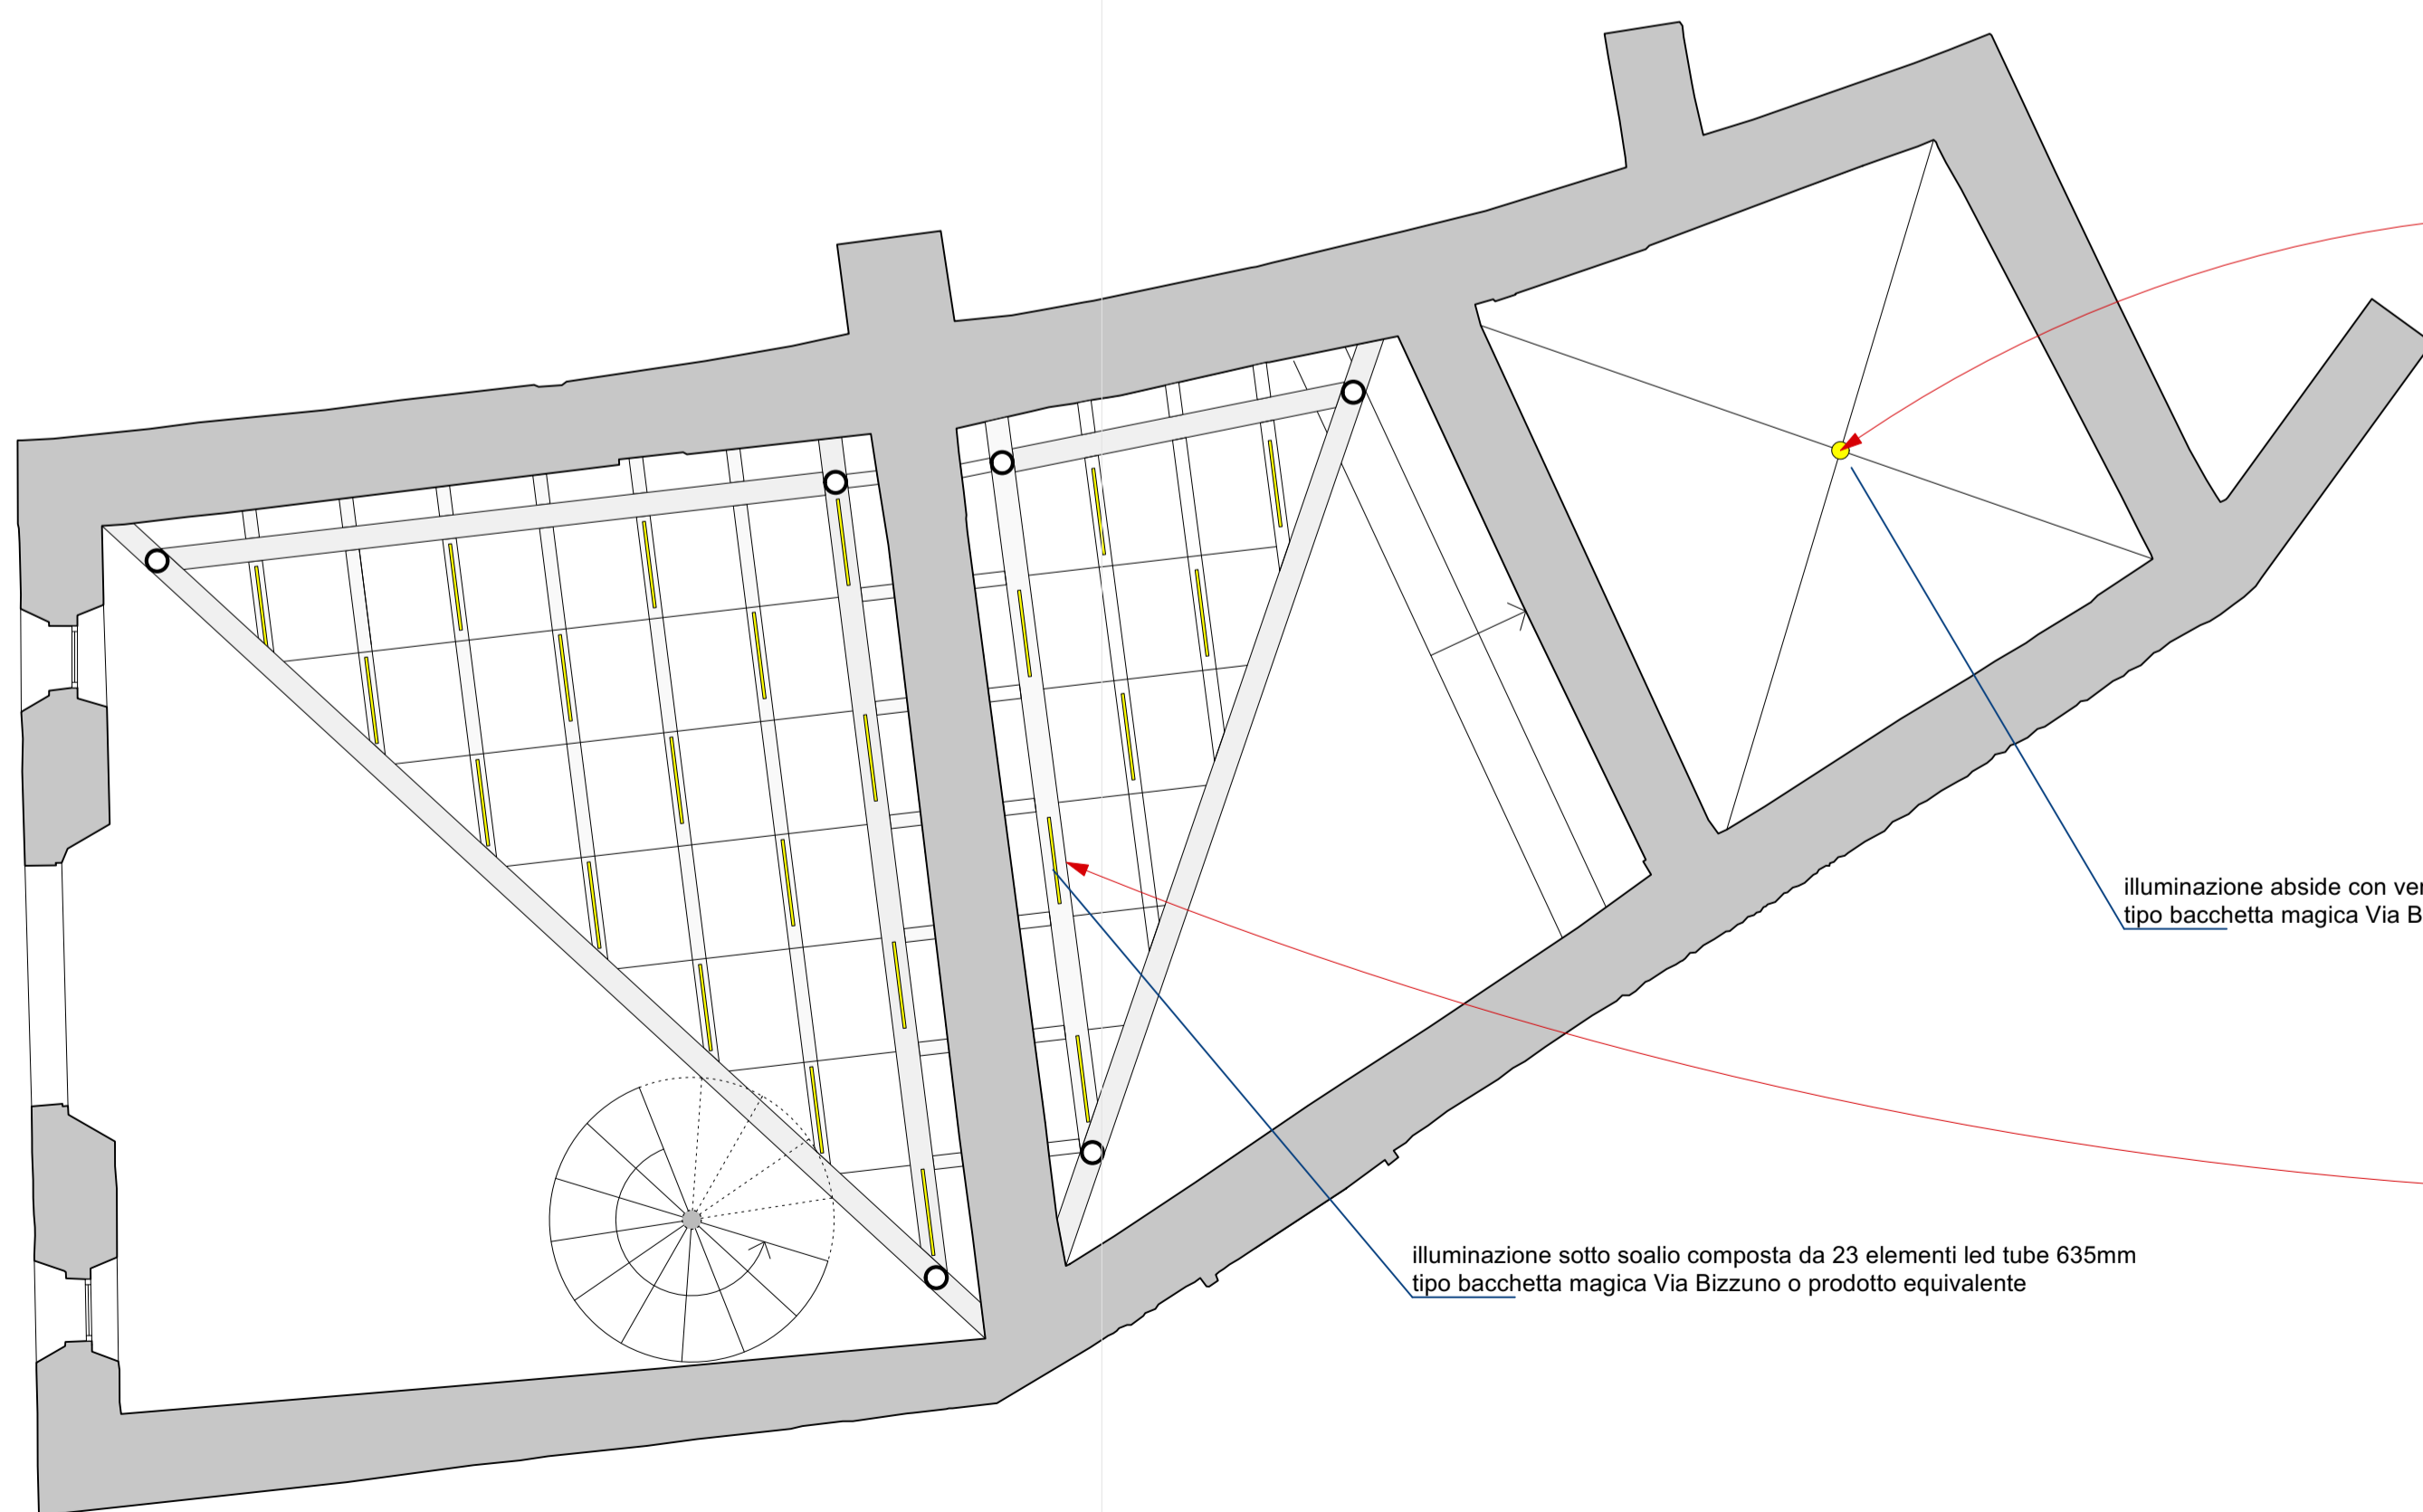 illuminazione abside con
tipo bacchetta magica Via
illuminazione sotto soalio composta da 23 elementi led tube 635mm
tipo bacchetta magica Via Bizzuno o prodotto equivalente